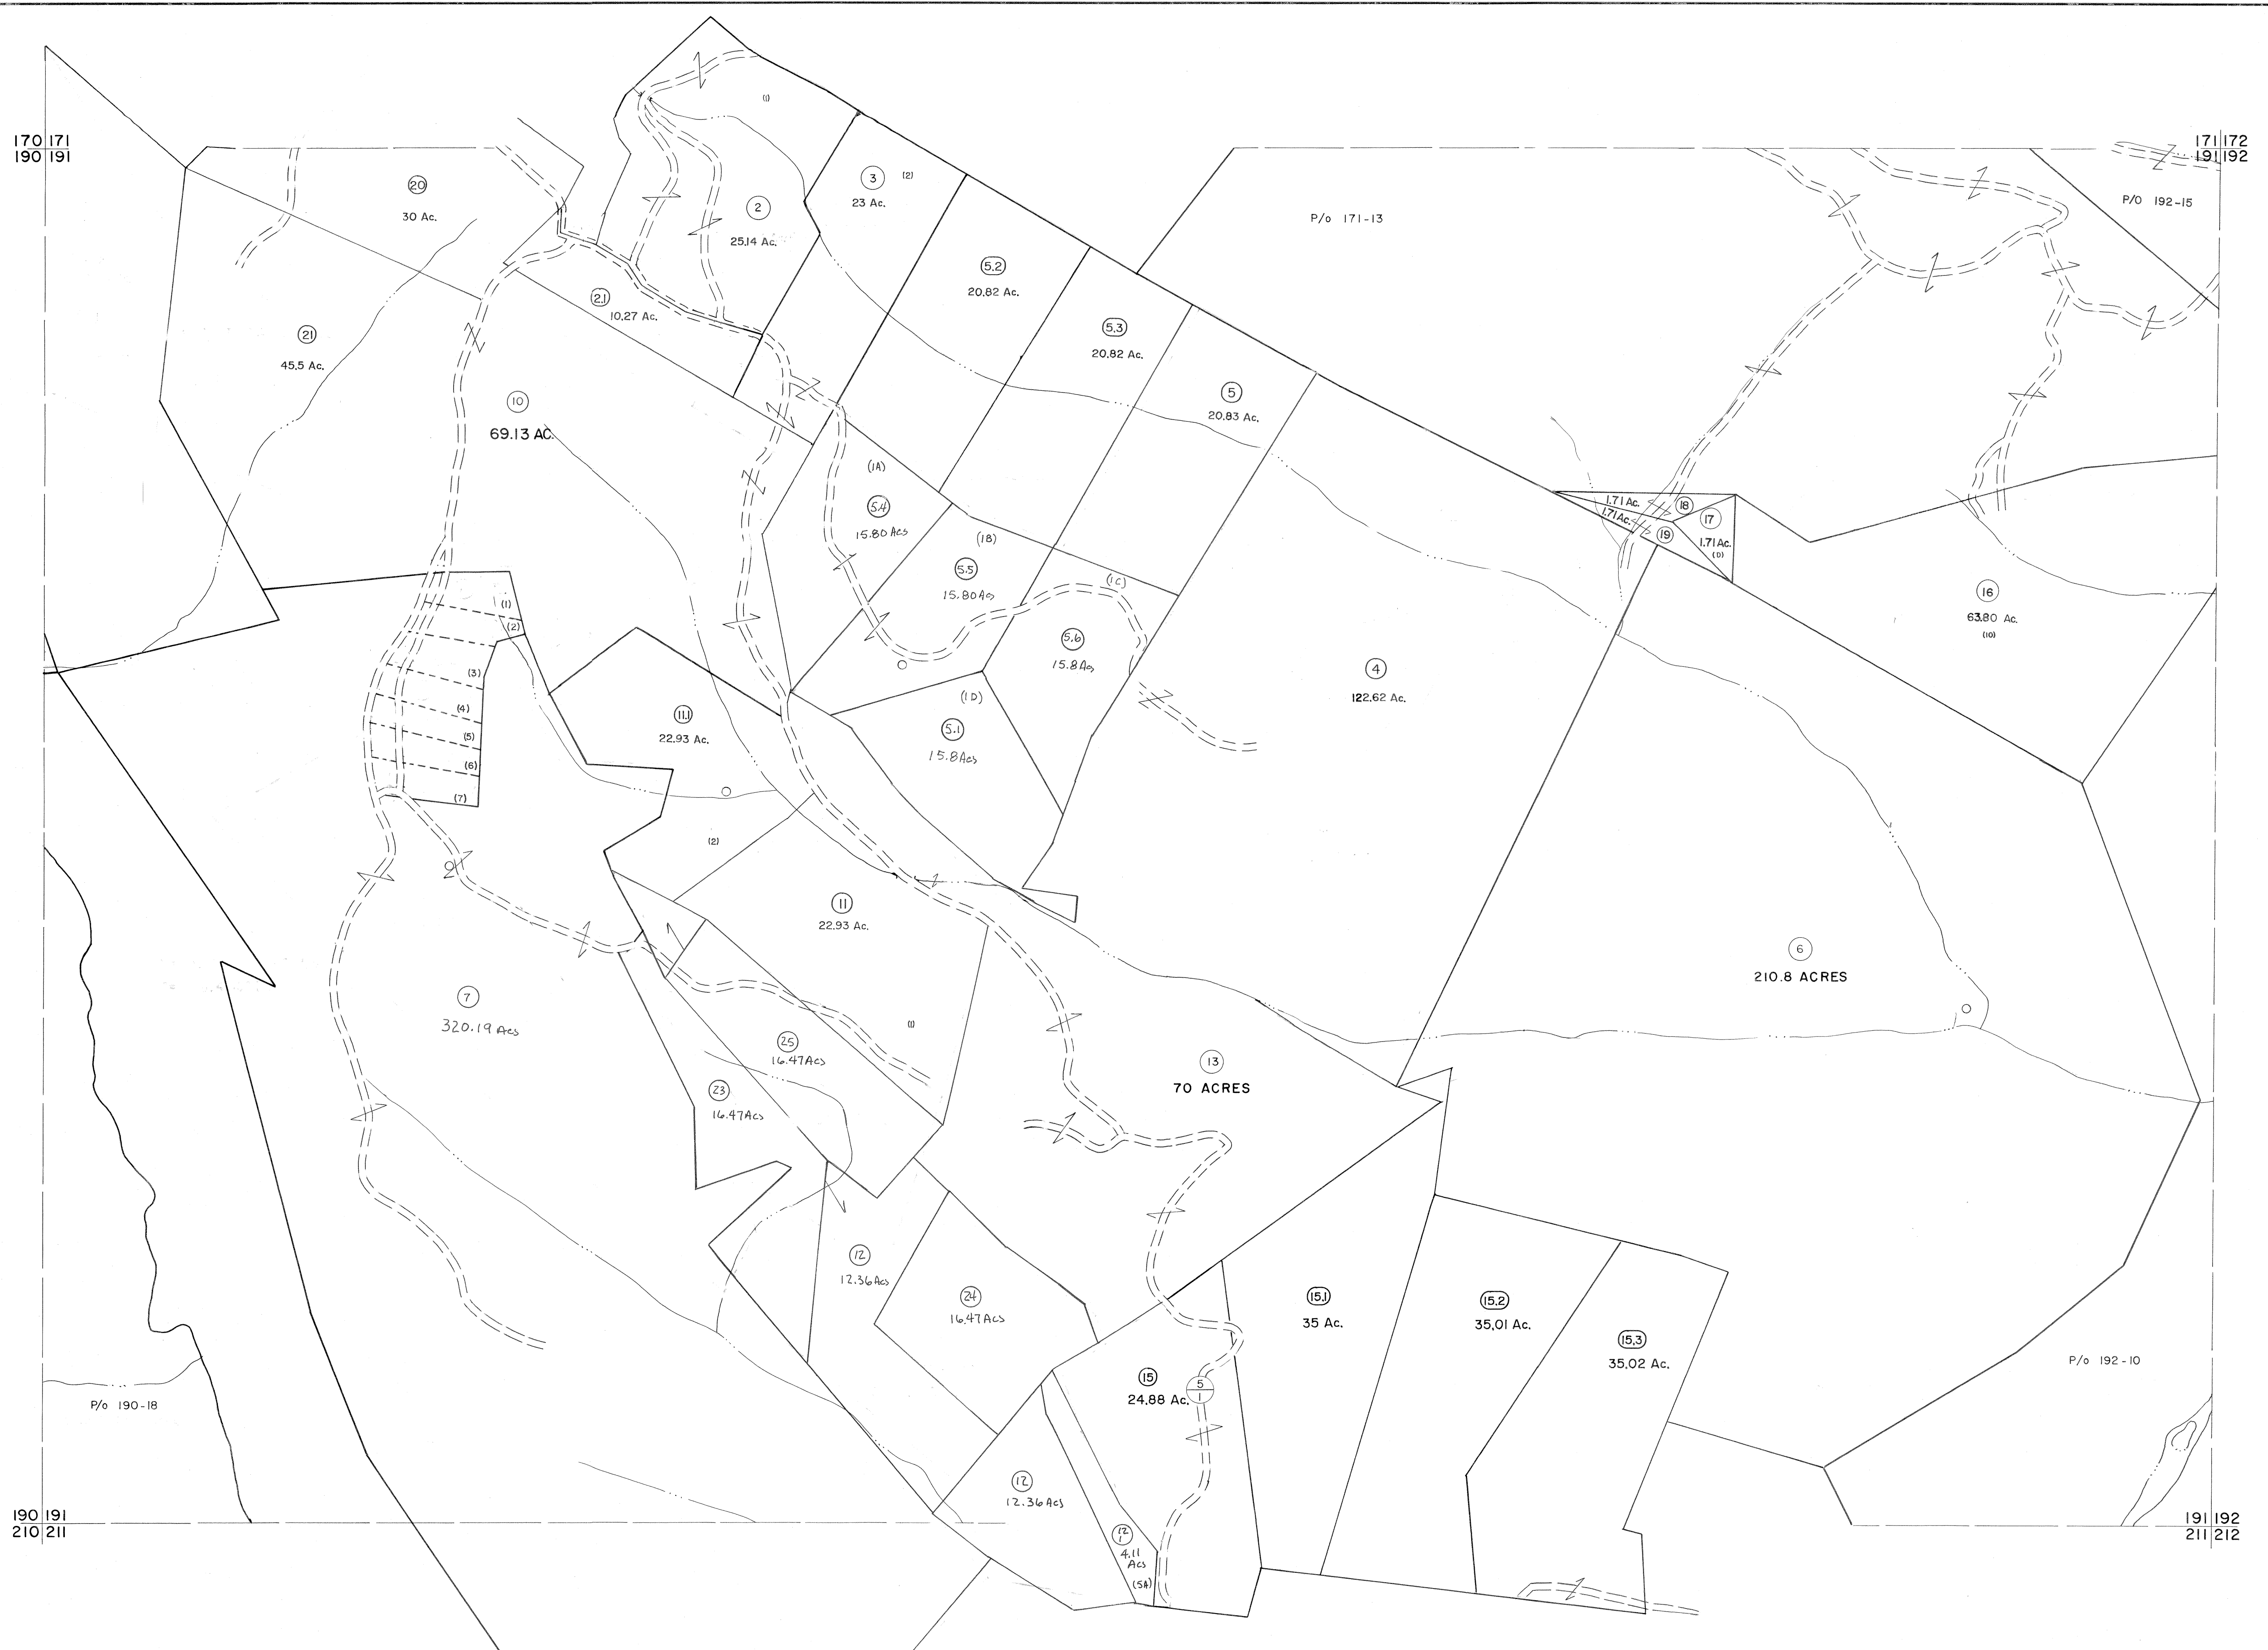 170 171
190 191
171 172
191 192
(1)
20
30 Ac.
3
(2)
23 Ac.
2
25.14 Ac.
P/o 171-13
P/O 192-15
5.2
20.82 Ac.
2.1
10.27 Ac.
21
45.5 Ac.
5.3
20.82 Ac.
5
20.83 Ac.
10
69.13 AC.
(1A)
5.4
15.80 Acs
1.71 Ac.
18
1.71 Ac.
17
19
1.71 Ac.
(D)
(1B)
5.5
15.80 Acs
(1C)
16
63.80 Ac.
(10)
(1)
(2)
(3)
(4)
(5)
(6)
(7)
5.6
15.8 Acs
4
122.62 Ac.
(1D)
5.1
15.8 Acs
11.1
22.93 Ac.
(2)
11
22.93 Ac.
6
210.8 ACRES
7
320.19 Acs
(1)
25
16.47 Acs
23
16.47 Acs
13
70 ACRES
12
12.36 Acs
24
16.47 Acs
15.1
35 Ac.
15.2
35.01 Ac.
15.3
35.02 Ac.
P/o 192-10
15
24.88 Ac.
5
1
P/o 190-18
12
12.36 Acs
12
1
4.11
Acs
(5A)
190 191
210 211
191 192
211 212